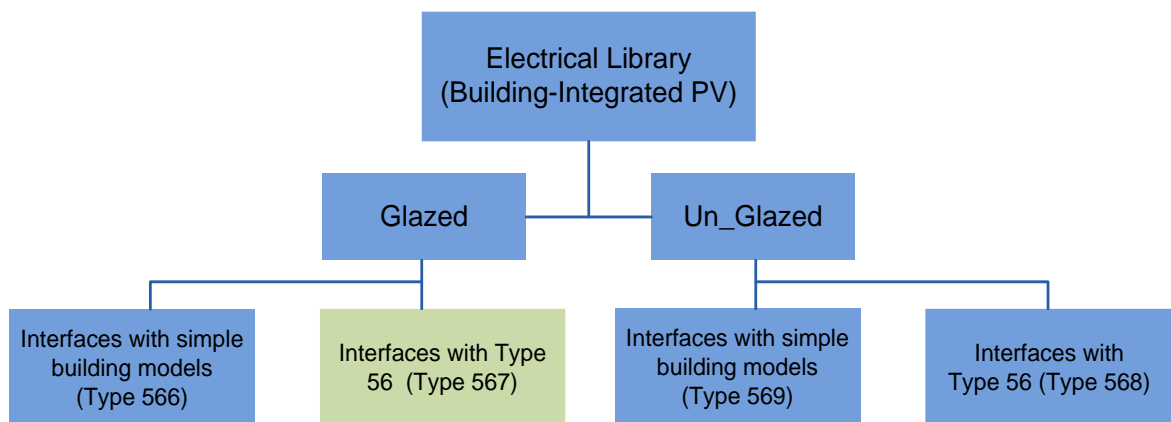 Electrical Library
(Building-Integrated PV)
Glazed
Un_Glazed
Interfaces with simple
building models
(Type 566)
Interfaces with Type
56 (Type 567)
Interfaces with simple
building models
(Type 569)
Interfaces with
Type 56 (Type 568)